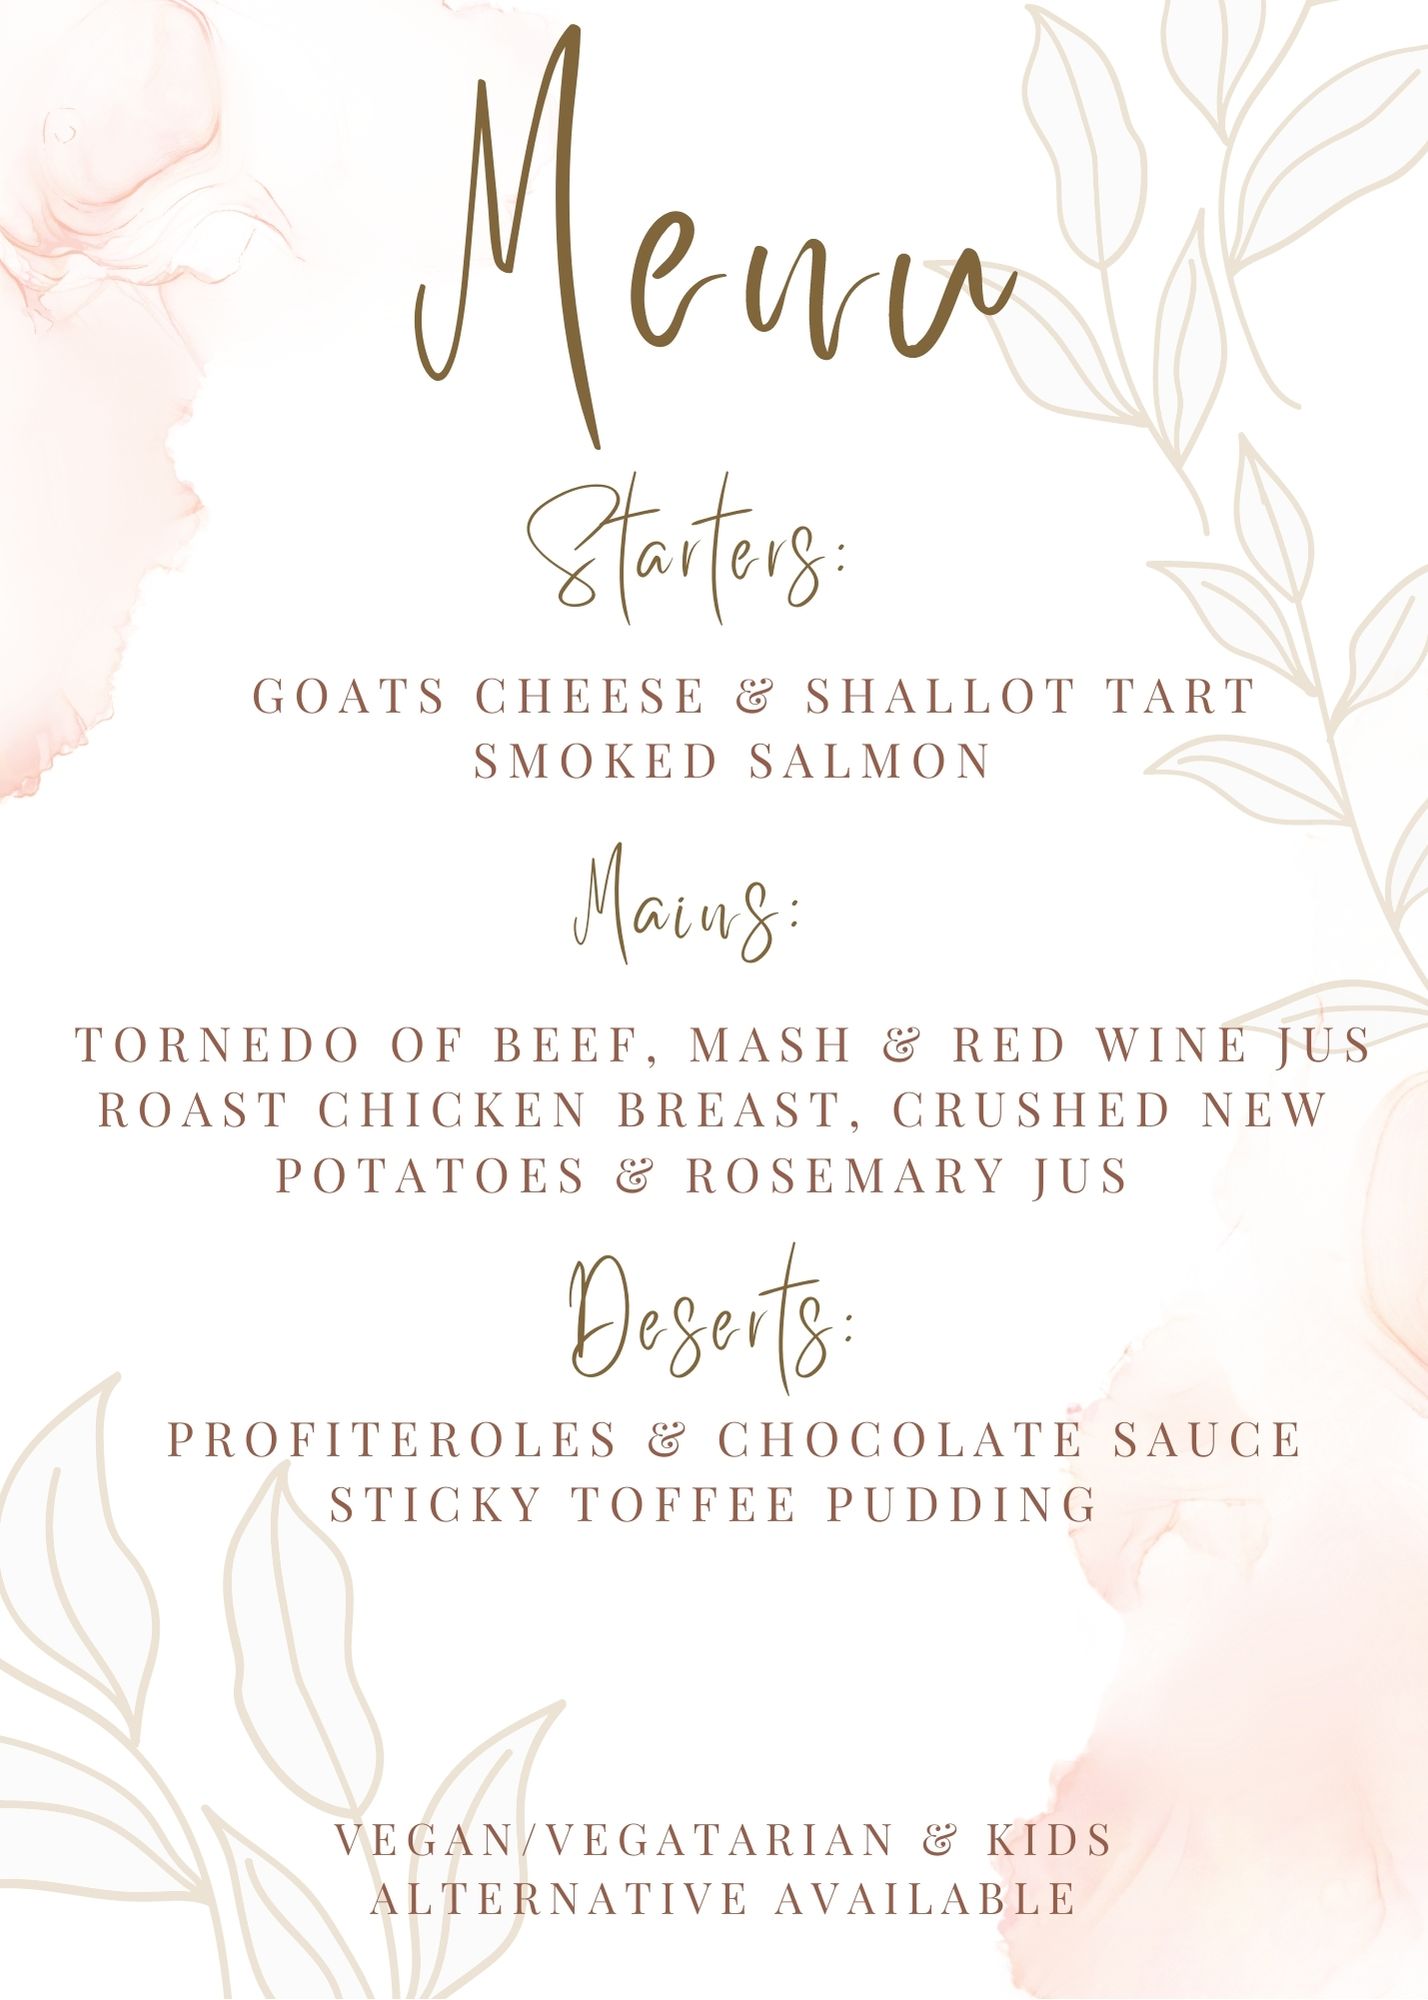 Menu
Starters:
GOATS CHEESE & SHALLOT TART
SMOKED SALMON
Mains:
TORNEDO OF BEEF, MASH & RED WINE JUS
ROAST CHICKEN BREAST, CRUSHED NEW
POTATOES & ROSEMARY JUS
Deserts:
PROFITEROLES & CHOCOLATE SAUCE
STICKY TOFFEE PUDDING
VEGAN/VEGATARIAN & KIDS
ALTERNATIVE AVAILABLE